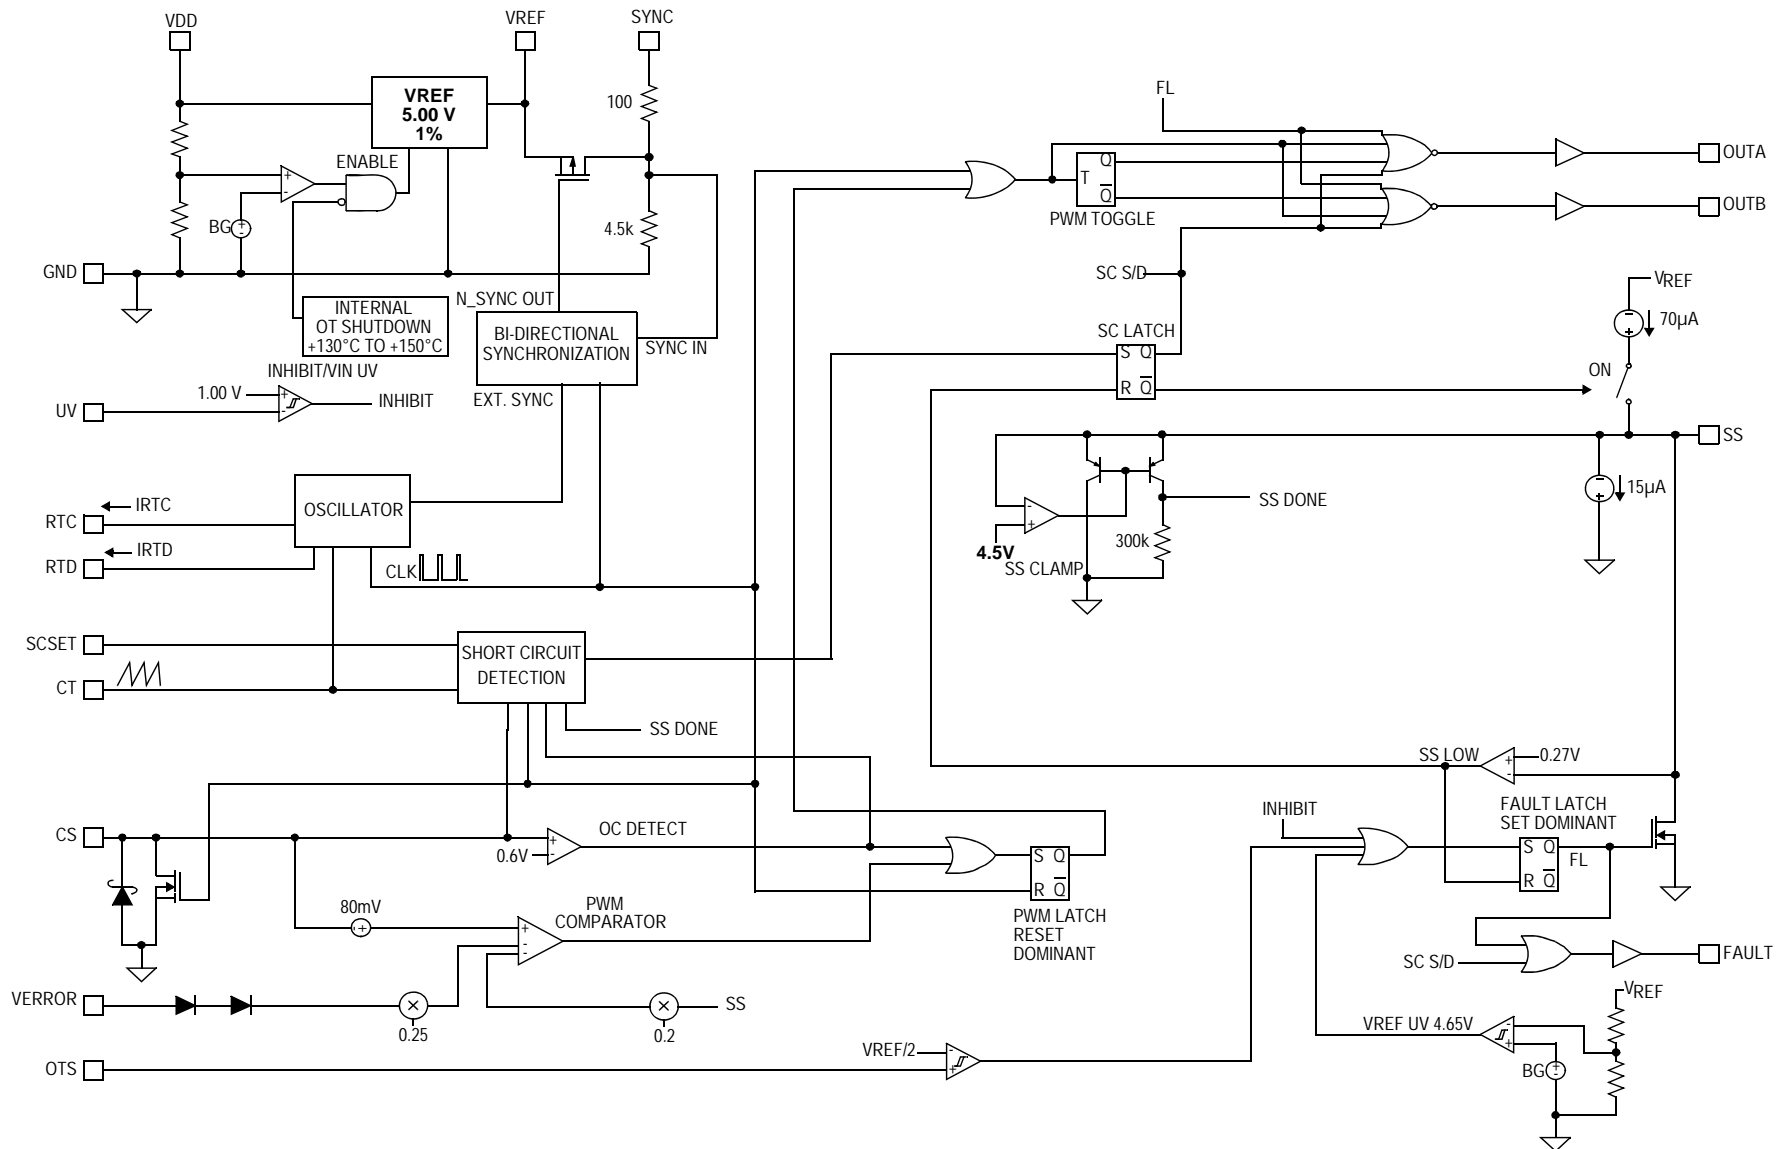 VDD
VREF
SYNC
VREF
5.00 V
1%
100
FL
ENABLE
+
-
BG
+
-
4.5k
Q
T
Q
PWM TOGGLE
OUTA
OUTB
GND
SC S/D
N_SYNC OUT
INTERNAL
OT SHUTDOWN
+130°C TO +150°C
BI-DIRECTIONAL
SYNCHRONIZATION
SYNC IN
EXT. SYNC
SC LATCH
S Q
R Q
VREF
70µA
-
+
ON
INHIBIT/VIN UV
1.00 V
+
-
INHIBIT
UV
SS
15µA
-
+
SS DONE
-
+
4.5V
SS CLAMP
300k
IRTC
RTC
OSCILLATOR
IRTD
RTD
CLK
SCSET
SHORT CIRCUIT
DETECTION
CT
SS DONE
SS LOW
+
-
0.27V
CS
OC DETECT
+
-
0.6V
S Q
R Q
PWM LATCH
RESET
DOMINANT
INHIBIT
FAULT LATCH
SET DOMINANT
S Q
R Q
FL
80mV
-+
PWM
COMPARATOR
+
-
-
SC S/D
FAULT
VERROR
×
0.25
×
0.2
SS
VREF
VREF UV 4.65V
-
+
BG
+
-
VREF/2
-
+
OTS